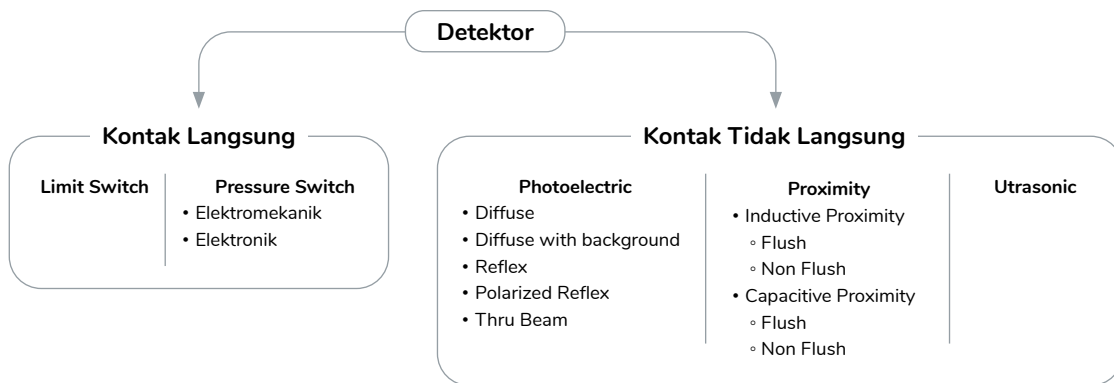 Detektor
Kontak Langsung
Limit Switch
Pressure Switch
• Elektromekanik
• Elektronik
Kontak Tidak Langsung
Photoelectric
• Diffuse
• Diffuse with background
• Reflex
• Polarized Reflex
• Thru Beam
Proximity
• Inductive Proximity
◦ Flush
◦ Non Flush
• Capacitive Proximity
◦ Flush
◦ Non Flush
Utrasonic